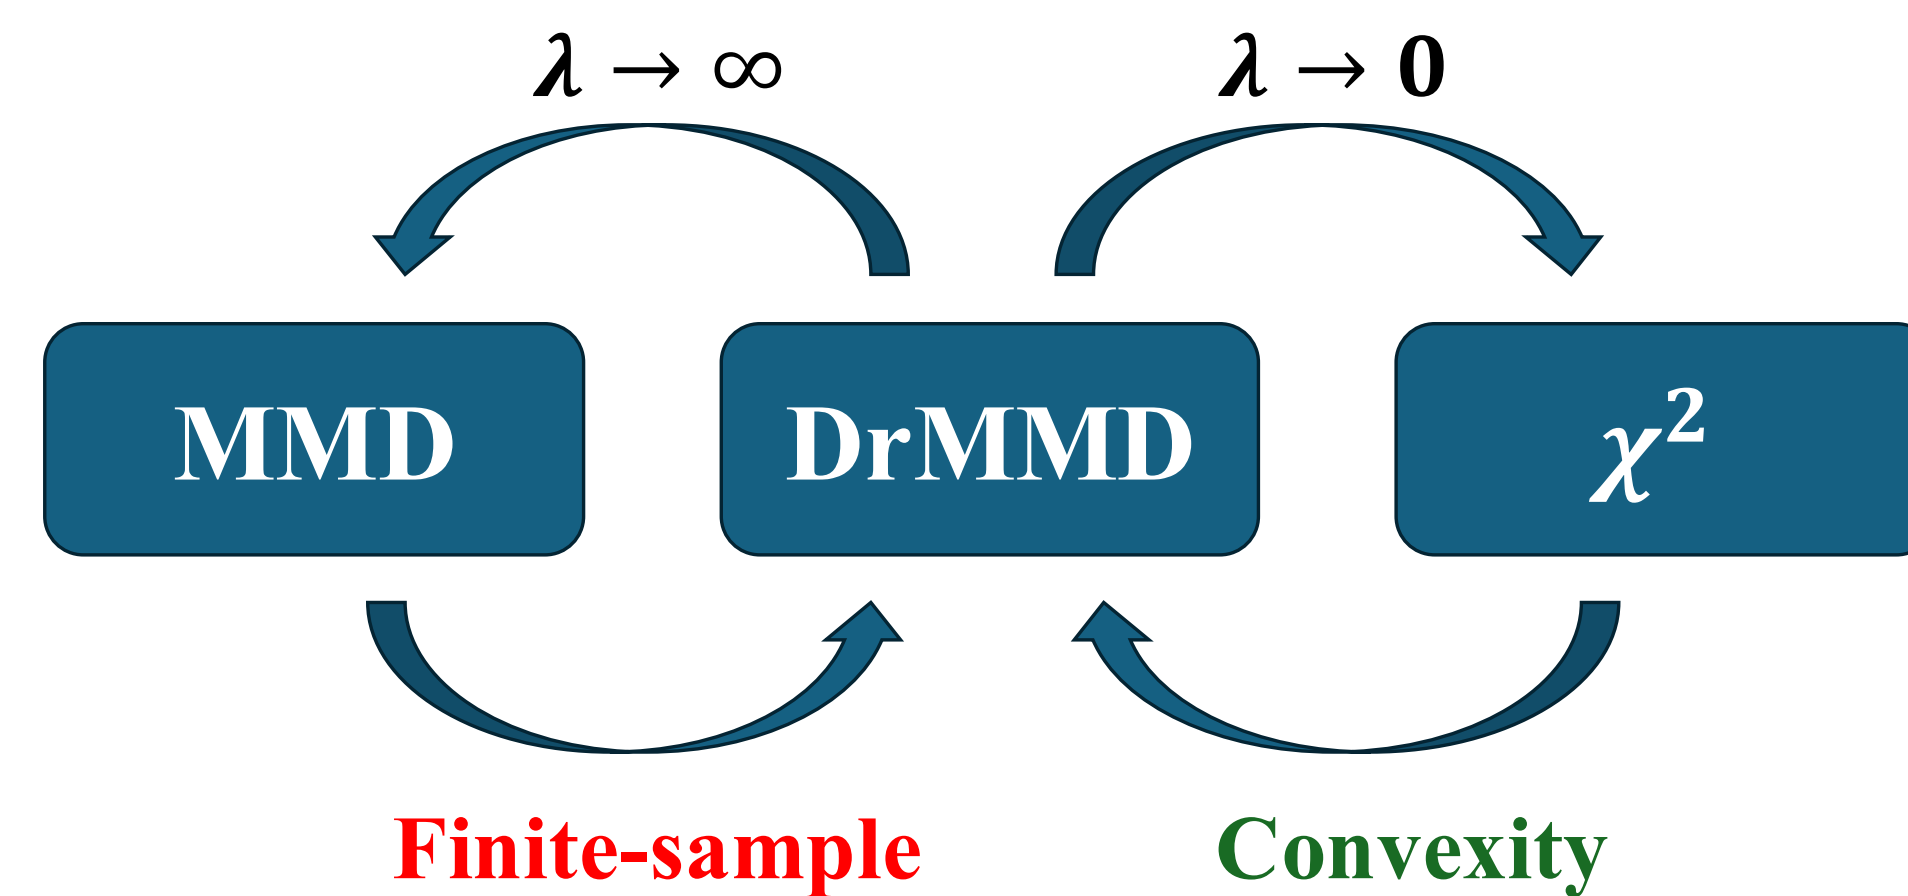 λ → ∞
λ → 0
MMD
DrMMD
χ²
Finite-sample
Convexity